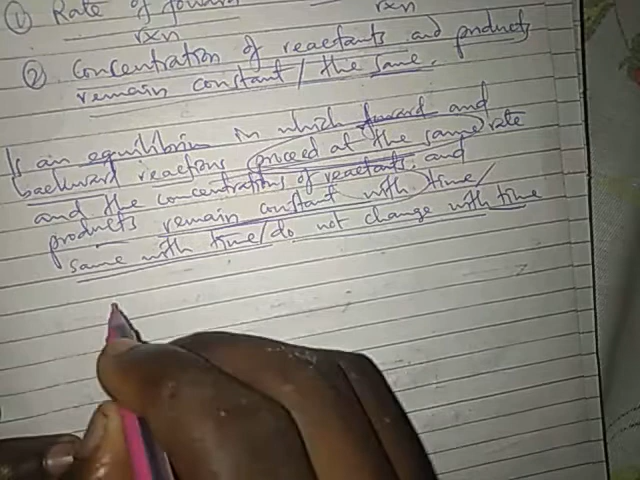 ① Rate of forward
rxn
rxn
② Concentration of reactants and products
remain constant / the same.
Is an equilibrium in which forward and
backward reactions proceed at the same rate
and the concentrations of reactants and
products remain constant with time/
same with time/do not change with time